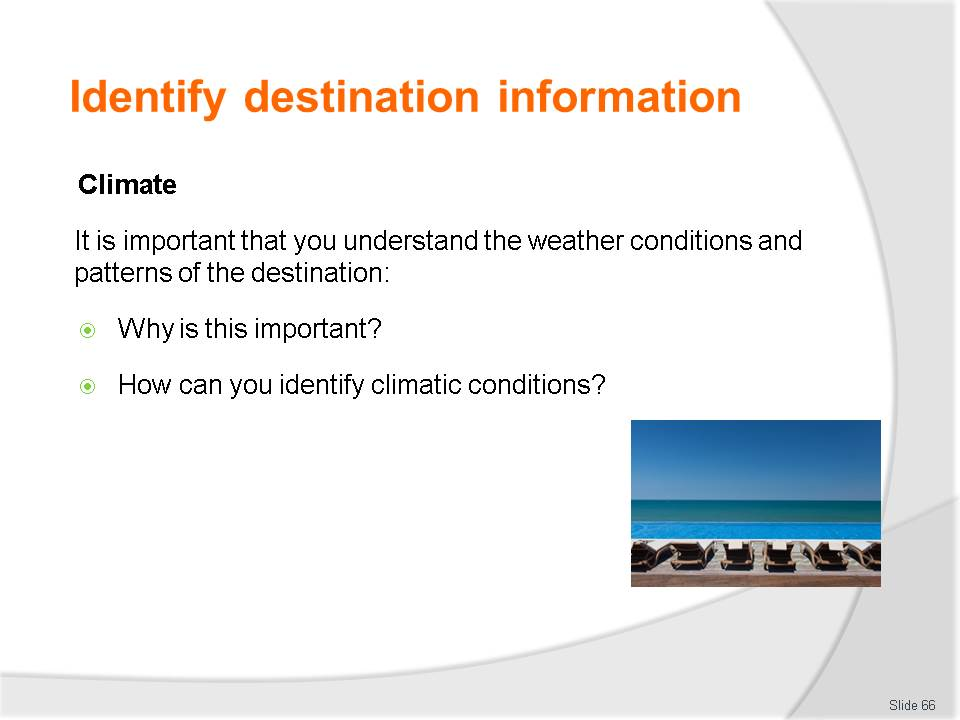 Identify destination information
Climate
It is important that you understand the weather conditions and
patterns of the destination:
Why is this important?
How can you identify climatic conditions?
Slide 66